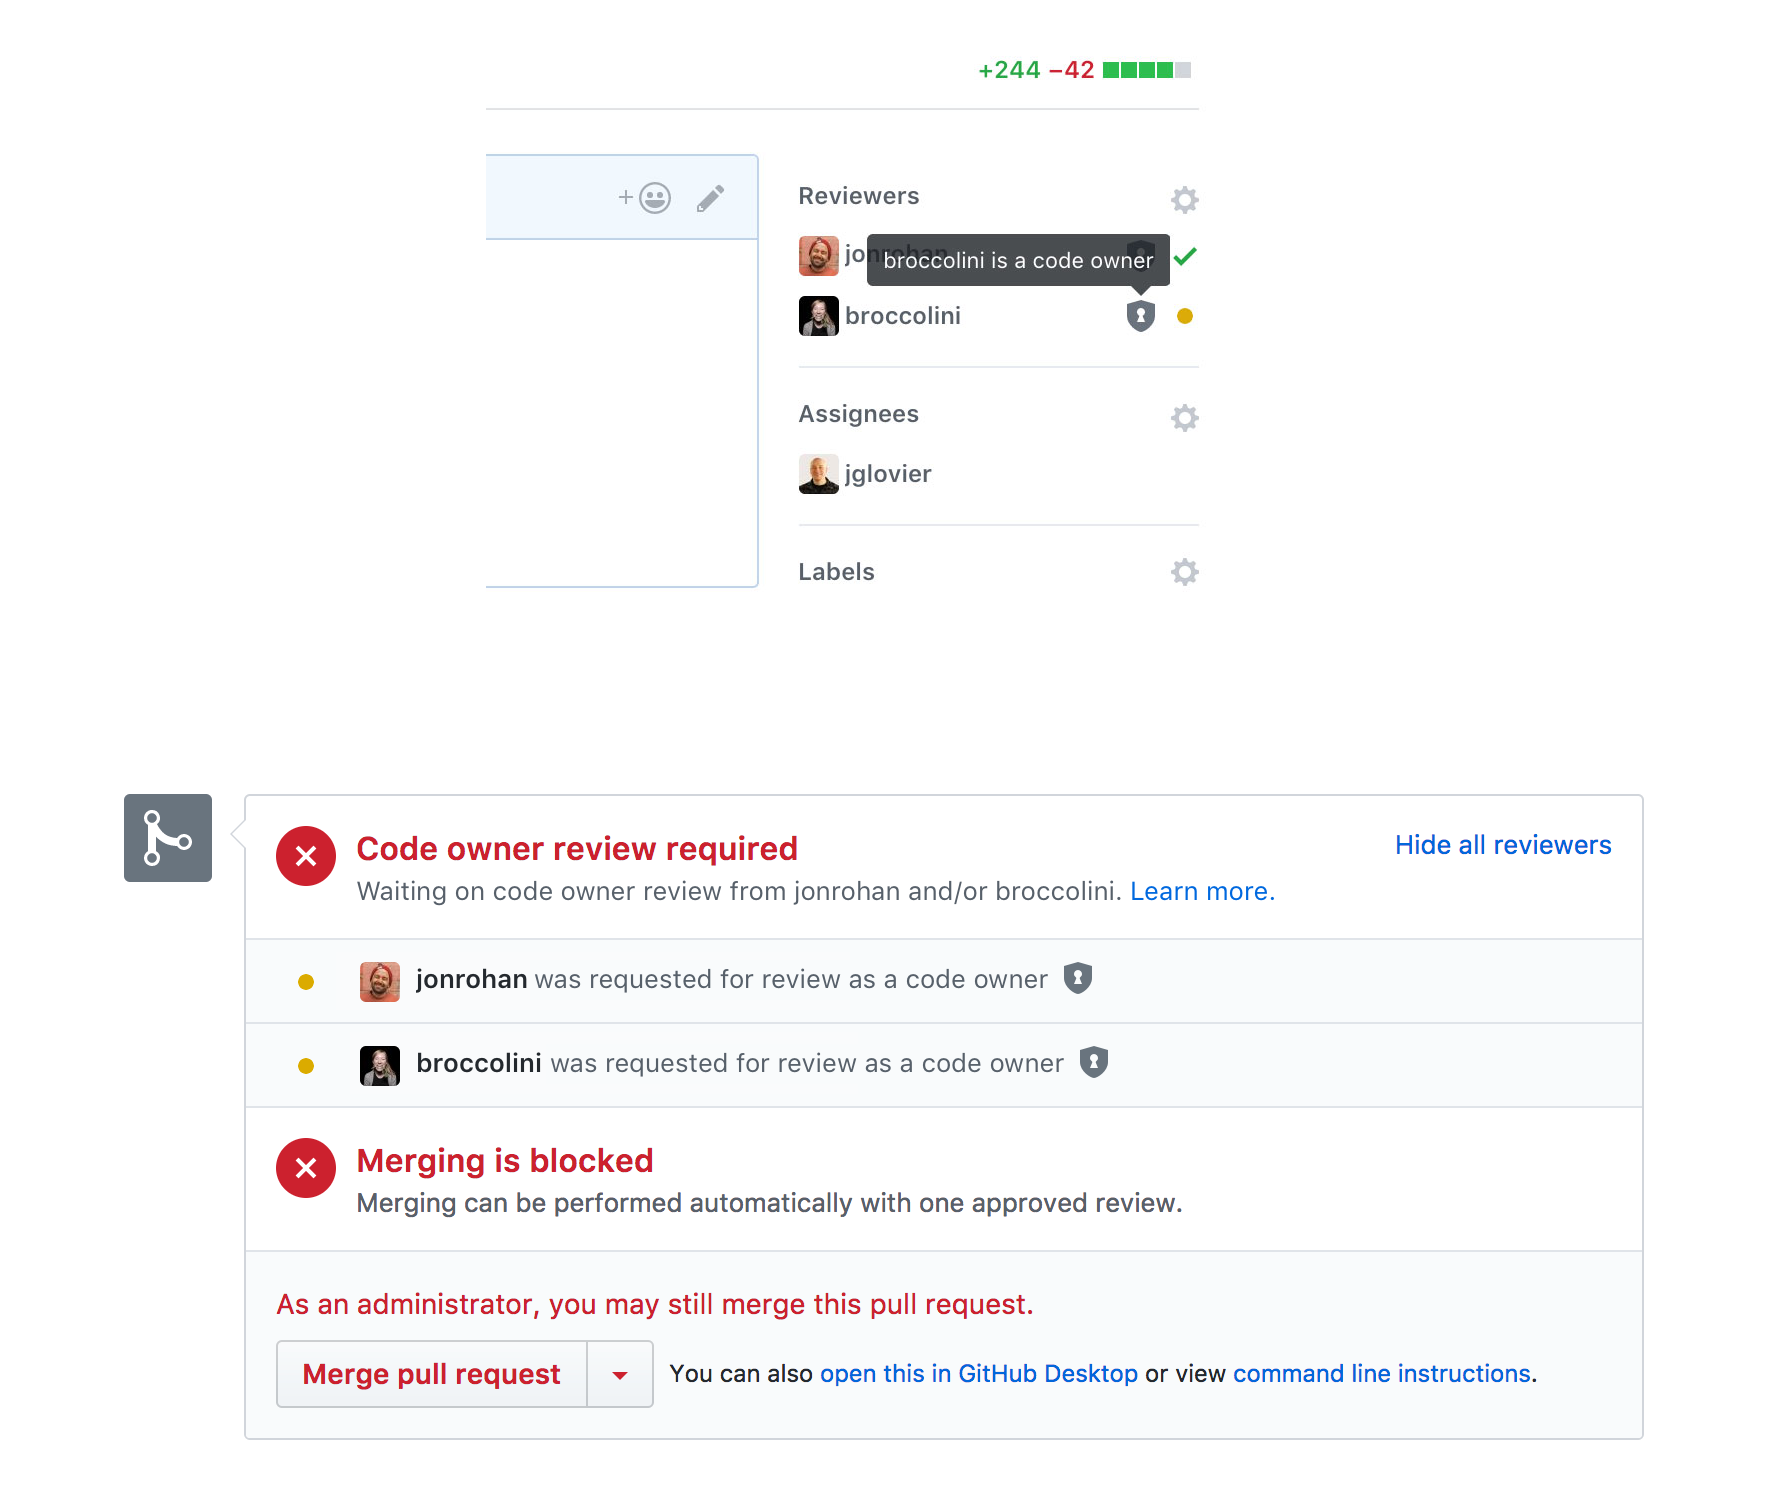 +244 −42
Reviewers
jonrohan
broccolini is a code owner
broccolini
Assignees
jglovier
Labels
Code owner review required
Hide all reviewers
Waiting on code owner review from jonrohan and/or broccolini. Learn more.
jonrohan was requested for review as a code owner
broccolini was requested for review as a code owner
Merging is blocked
Merging can be performed automatically with one approved review.
As an administrator, you may still merge this pull request.
Merge pull request
You can also open this in GitHub Desktop or view command line instructions.